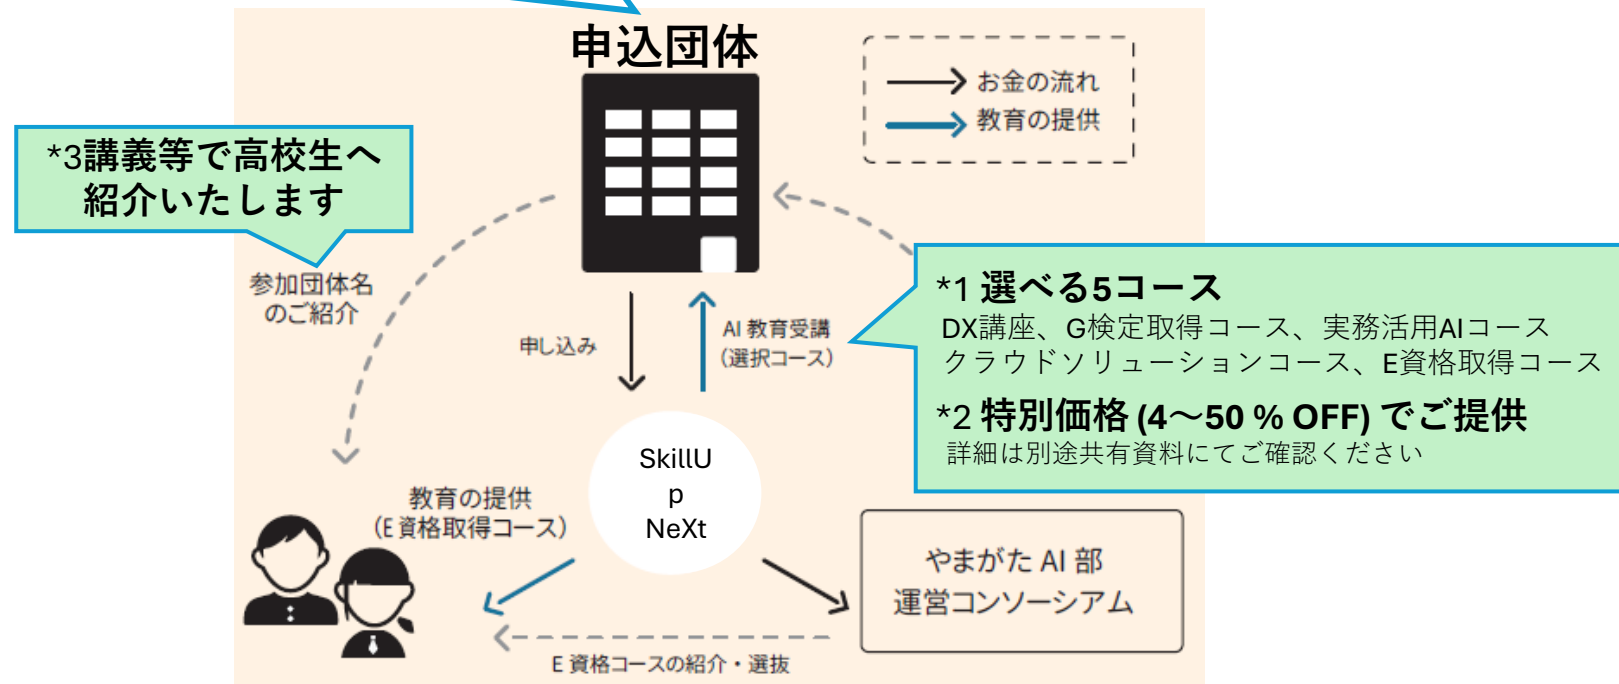 申込団体
お金の流れ
教育の提供
*3講義等で高校生へ
紹介いたします
参加団体名
のご紹介
申し込み
AI 教育受講
(選択コース)
*1 選べる5コース
DX講座、G検定取得コース、実務活用AIコース
クラウドソリューションコース、E資格取得コース
*2 特別価格 (4～50 % OFF) でご提供
詳細は別途共有資料にてご確認ください
SkillU
p
NeXt
教育の提供
(E 資格取得コース)
やまがた AI 部
運営コンソーシアム
E 資格コースの紹介・選抜